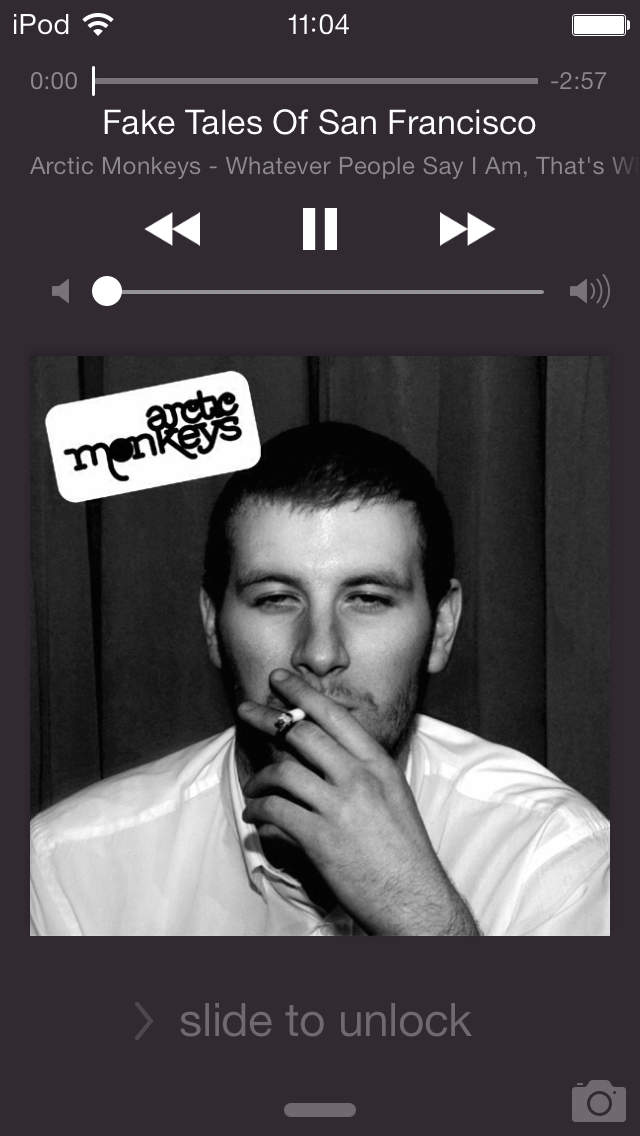 iPod 11:04
0:00 -2:57
Fake Tales Of San Francisco
Arctic Monkeys - Whatever People Say I Am, That's W
arctic
monkeys
slide to unlock